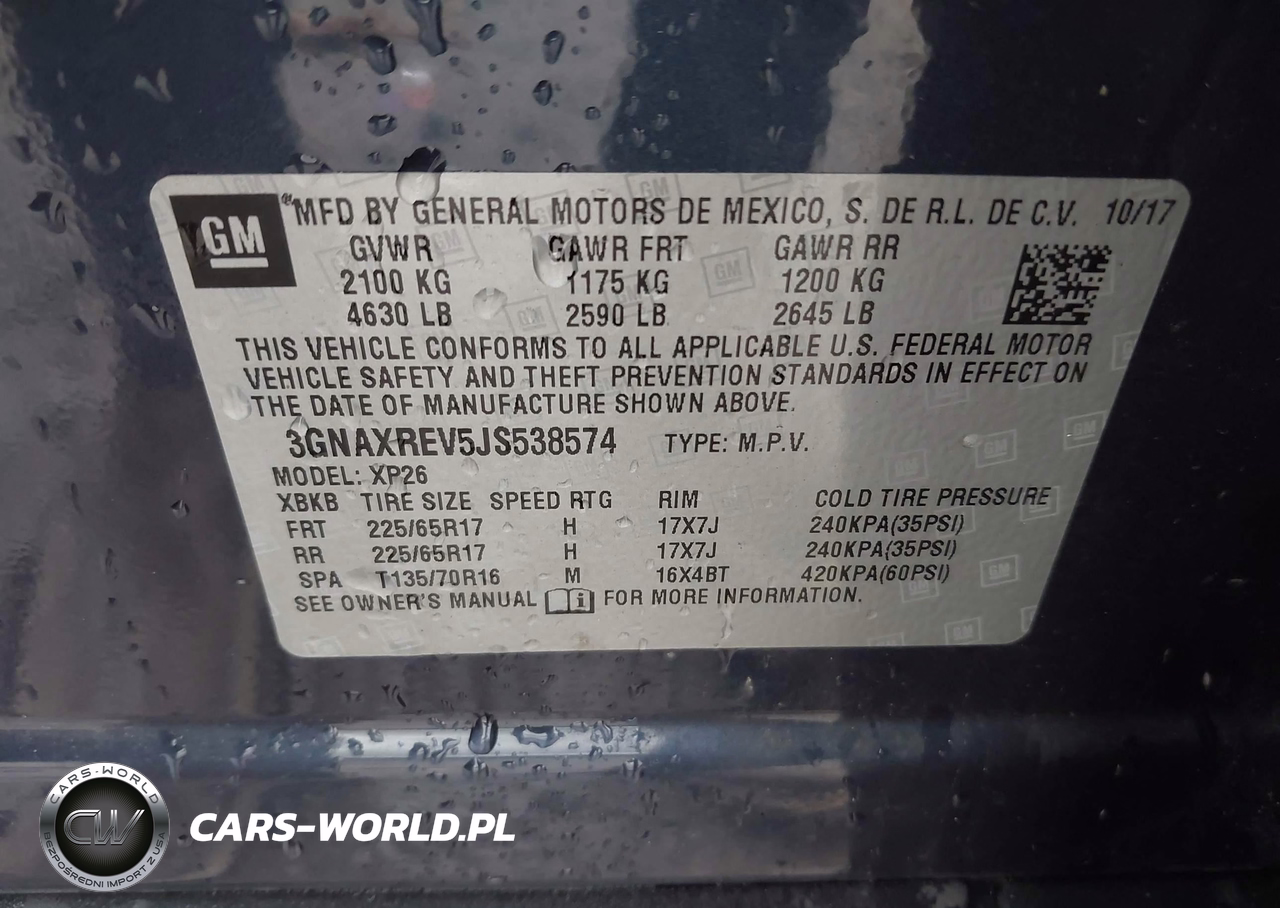 GM
MFD BY GENERAL MOTORS DE MEXICO, S. DE R.L. DE C.V. 10/17
GVWR GAWR FRT GAWR RR
2100 KG 1175 KG 1200 KG
4630 LB 2590 LB 2645 LB
THIS VEHICLE CONFORMS TO ALL APPLICABLE U.S. FEDERAL MOTOR
VEHICLE SAFETY AND THEFT PREVENTION STANDARDS IN EFFECT ON
THE DATE OF MANUFACTURE SHOWN ABOVE.
3GNAXREV5JS538574 TYPE: M.P.V.
MODEL: XP26
XBKB TIRE SIZE SPEED RTG RIM COLD TIRE PRESSURE
FRT 225/65R17 H 17X7J 240KPA(35PSI)
RR 225/65R17 H 17X7J 240KPA(35PSI)
SPA T135/70R16 M 16X4BT 420KPA(60PSI)
SEE OWNER'S MANUAL i FOR MORE INFORMATION.
CARS-WORLD
CW
BEZPOŚREDNI IMPORT Z USA
CARS-WORLD.PL